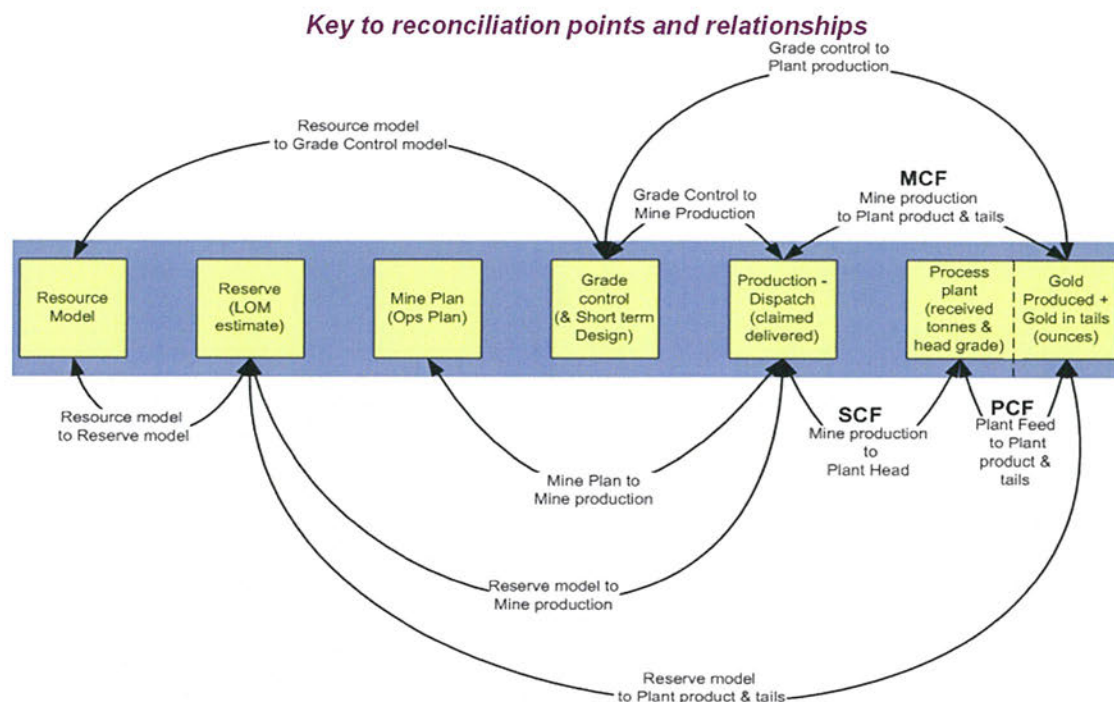 Key to reconciliation points and relationships
Grade control to
Plant production
Resource model
to Grade Control model
Grade Control to
Mine Production
MCF
Mine production
to Plant product & tails
Resource
Model
Reserve
(LOM
estimate)
Mine Plan
(Ops Plan)
Grade
control
(& Short term
Design)
Production -
Dispatch
(claimed
delivered)
Process
plant
(received
tonnes &
head grade)
Gold
Produced +
Gold in tails
(ounces)
Resource model
to Reserve model
SCF
Mine production
to
Plant Head
PCF
Plant Feed
to Plant
product &
tails
Mine Plan to
Mine production
Reserve model to
Mine production
Reserve model
to Plant product & tails